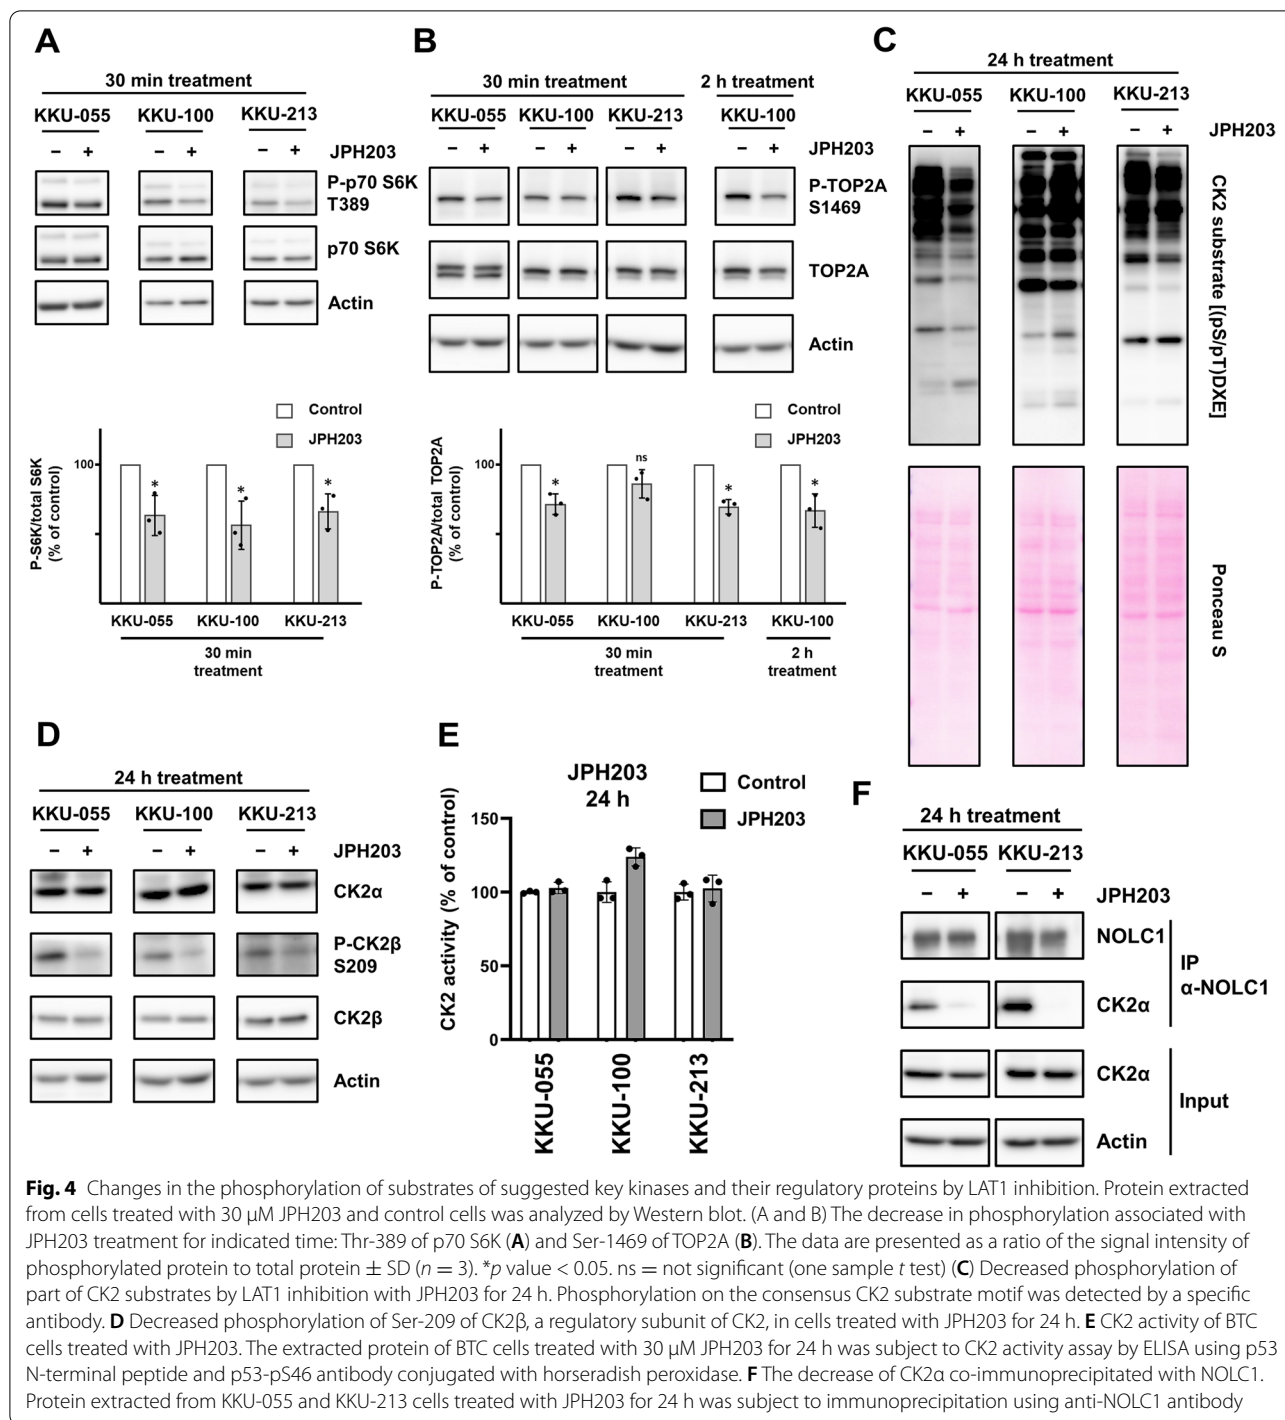 A
30 min treatment
KKU-055 KKU-100 KKU-213
– + – + – + JPH203
P-p70 S6K
T389
p70 S6K
Actin
Control
JPH203
P-S6K/total S6K
(% of control)
100
* * *
KKU-055 KKU-100 KKU-213
30 min
treatment
B
30 min treatment 2 h treatment
KKU-055 KKU-100 KKU-213 KKU-100
– + – + – + – + JPH203
P-TOP2A
S1469
TOP2A
Actin
Control
JPH203
P-TOP2A/total TOP2A
(% of control)
100
* ns * *
KKU-055 KKU-100 KKU-213 KKU-100
30 min 2 h
treatment treatment
C
24 h treatment
KKU-055 KKU-100 KKU-213
– + – + – + JPH203
CK2 substrate [(pS/pT)DXE]
Ponceau S
D
24 h treatment
KKU-055 KKU-100 KKU-213
– + – + – + JPH203
CK2α
P-CK2β
S209
CK2β
Actin
E
JPH203
24 h
Control
JPH203
CK2 activity (% of control)
150
100
50
0
KKU-055 KKU-100 KKU-213
F
24 h treatment
KKU-055 KKU-213
– + – + JPH203
NOLC1
CK2α
IP
α-NOLC1
CK2α
Actin
Input
Fig. 4 Changes in the phosphorylation of substrates of suggested key kinases and their regulatory proteins by LAT1 inhibition. Protein extracted
from cells treated with 30 µM JPH203 and control cells was analyzed by Western blot. (A and B) The decrease in phosphorylation associated with
JPH203 treatment for indicated time: Thr-389 of p70 S6K (A) and Ser-1469 of TOP2A (B). The data are presented as a ratio of the signal intensity of
phosphorylated protein to total protein ± SD (n = 3). *p value < 0.05. ns = not significant (one sample t test) (C) Decreased phosphorylation of
part of CK2 substrates by LAT1 inhibition with JPH203 for 24 h. Phosphorylation on the consensus CK2 substrate motif was detected by a specific
antibody. D Decreased phosphorylation of Ser-209 of CK2β, a regulatory subunit of CK2, in cells treated with JPH203 for 24 h. E CK2 activity of BTC
cells treated with JPH203. The extracted protein of BTC cells treated with 30 µM JPH203 for 24 h was subject to CK2 activity assay by ELISA using p53
N-terminal peptide and p53-pS46 antibody conjugated with horseradish peroxidase. F The decrease of CK2α co-immunoprecipitated with NOLC1.
Protein extracted from KKU-055 and KKU-213 cells treated with JPH203 for 24 h was subject to immunoprecipitation using anti-NOLC1 antibody